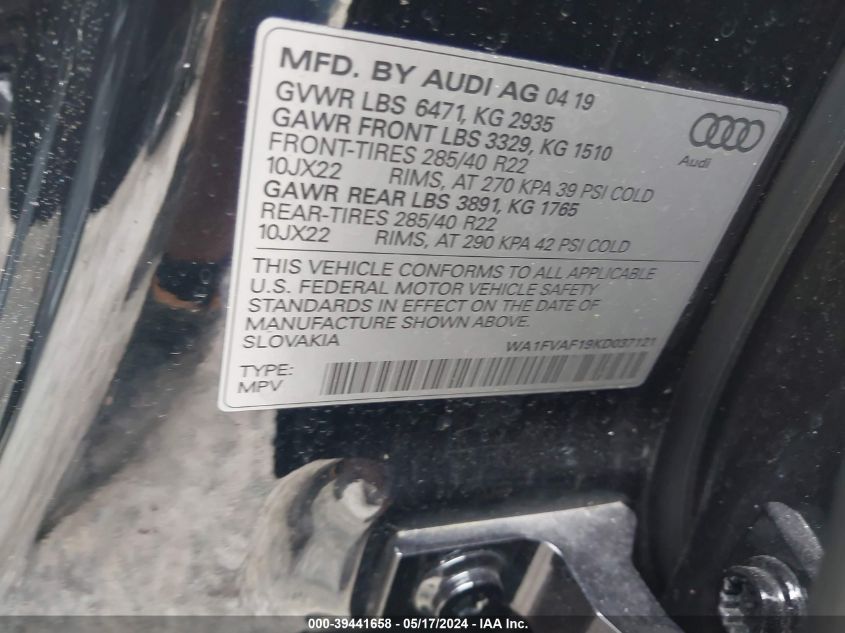 MFD. BY AUDI AG 04 19
GVWR LBS 6471, KG 2935
GAWR FRONT LBS 3329, KG 1510
FRONT-TIRES 285/40 R22
10JX22 RIMS, AT 270 KPA 39 PSI COLD
GAWR REAR LBS 3891, KG 1765
REAR-TIRES 285/40 R22
10JX22 RIMS, AT 290 KPA 42 PSI COLD
Audi
THIS VEHICLE CONFORMS TO ALL APPLICABLE
U.S. FEDERAL MOTOR VEHICLE SAFETY
STANDARDS IN EFFECT ON THE DATE OF
MANUFACTURE SHOWN ABOVE.
SLOVAKIA WA1FVAF19KD037121
TYPE:
MPV
000-39441658 - 05/17/2024 - IAA Inc.